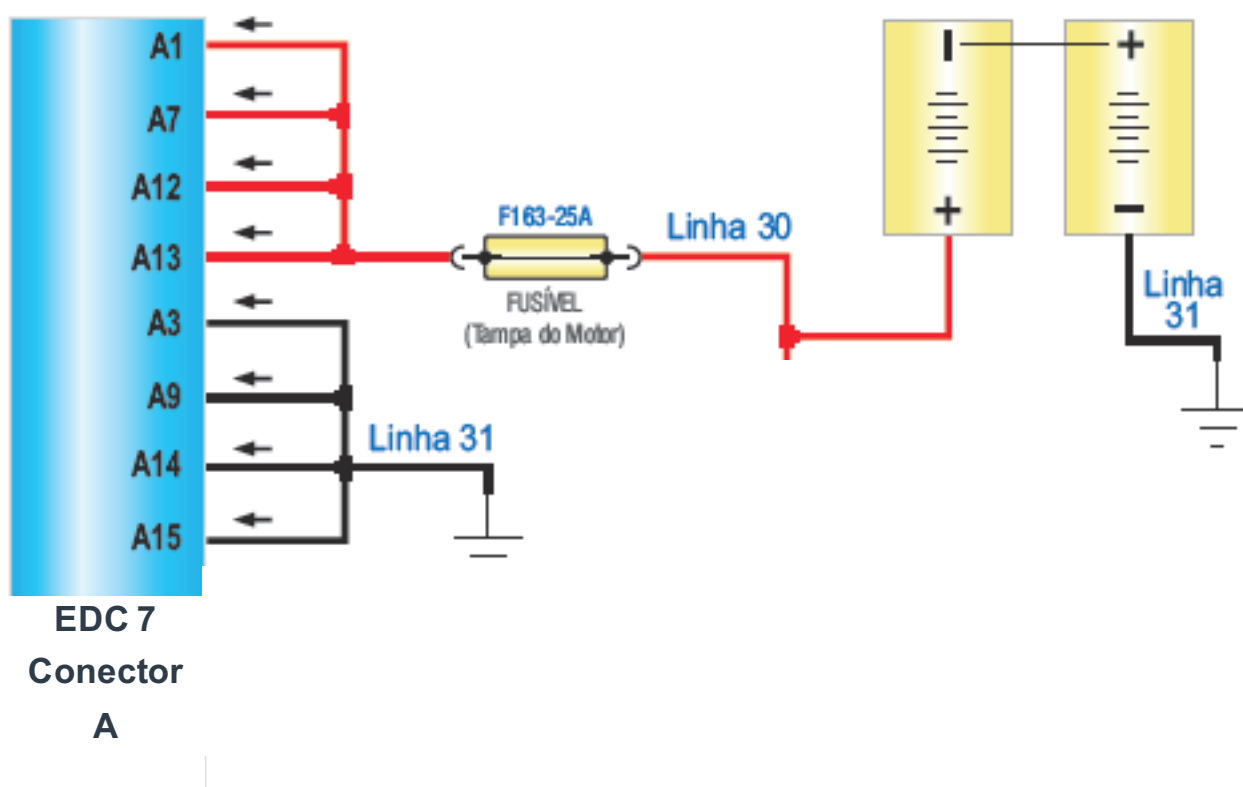 A1
A7
A12
A13
A3
A9
A14
A15
EDC 7
Conector
A
F163-25A
FUSÍVEL
(Tampa do Motor)
Linha 30
Linha 31
+
+
Linha
31